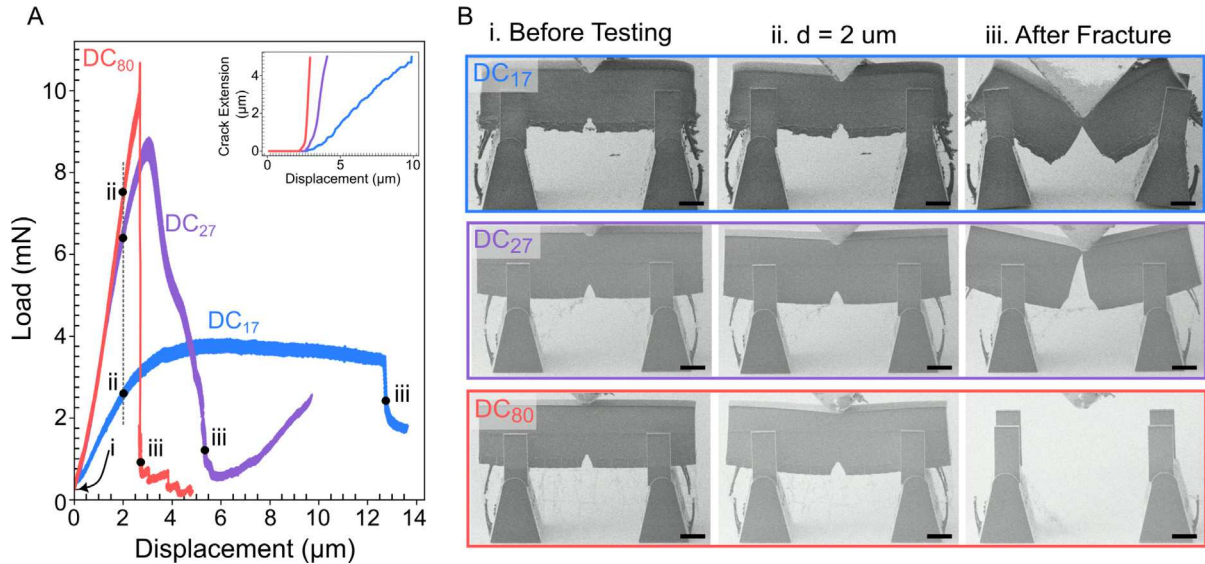 A
DC80
DC27
DC17
ii
ii
i
iii
iii
iii
Load (mN)
10
8
6
4
2
0
0 2 4 6 8 10 12 14
Displacement (μm)
Crack Extension
(μm)
4
2
0
0 5 10
Displacement (μm)
B
i. Before Testing ii. d = 2 um iii. After Fracture
DC17
DC27
DC80